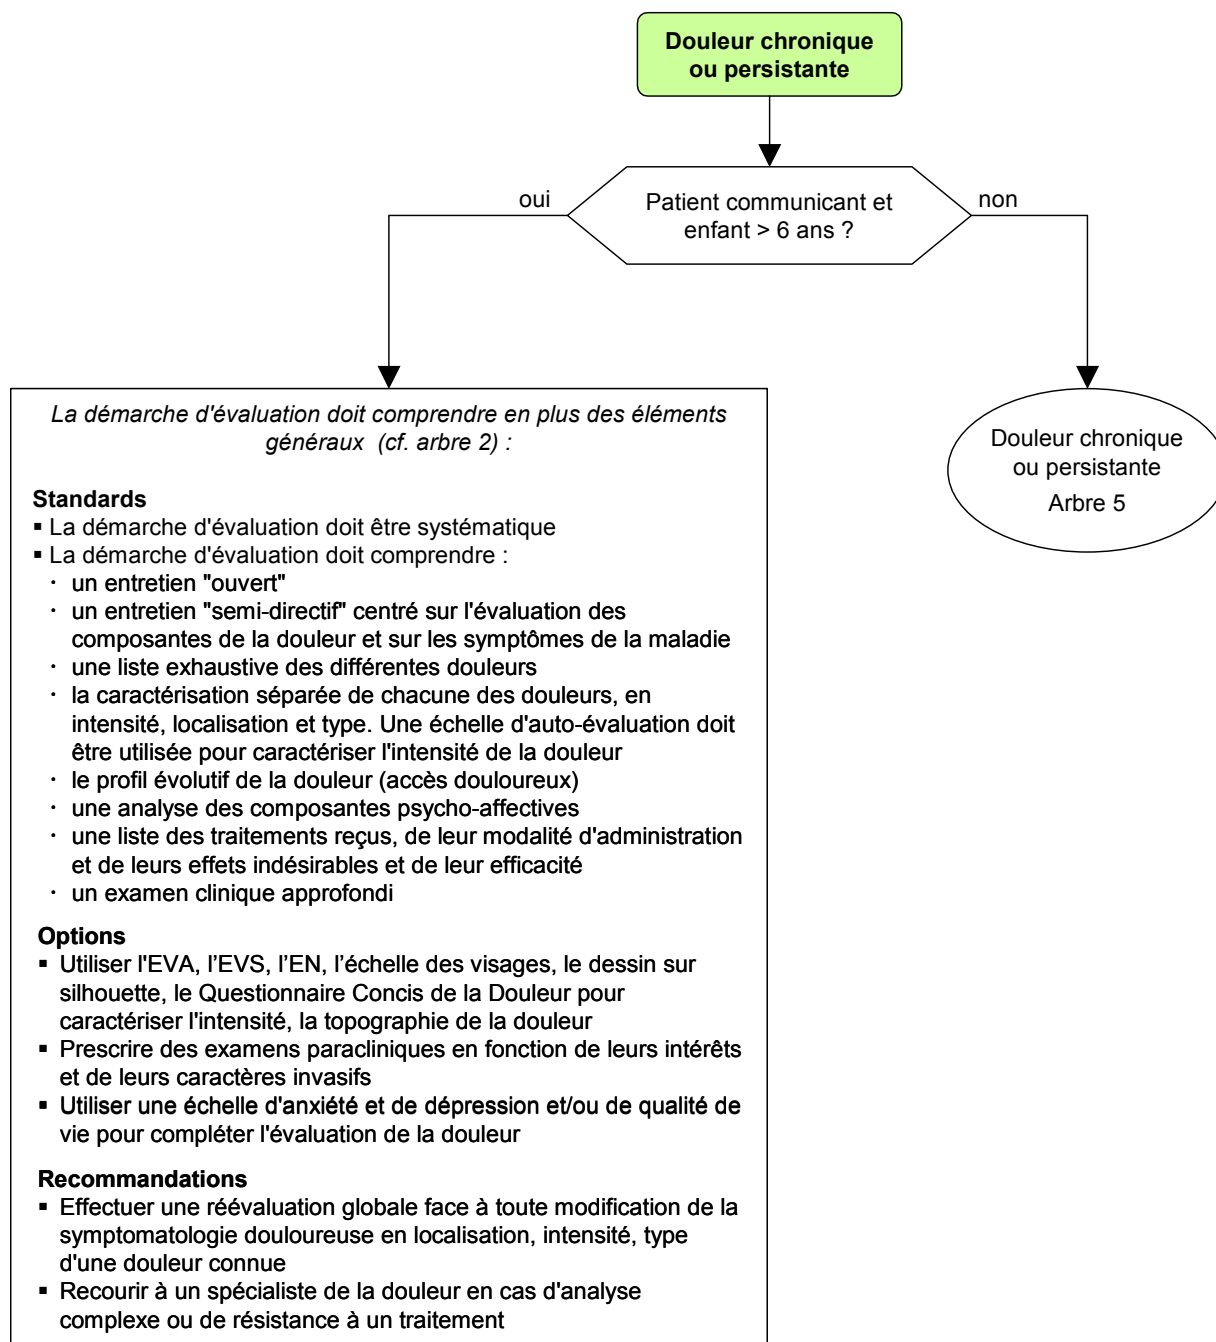 Douleur chronique
ou persistante
Patient communicant et
enfant > 6 ans ?
oui
non
La démarche d'évaluation doit comprendre en plus des éléments
généraux (cf. arbre 2) :
Standards
▪ La démarche d'évaluation doit être systématique
▪ La démarche d'évaluation doit comprendre :
· un entretien "ouvert"
· un entretien "semi-directif" centré sur l'évaluation des
composantes de la douleur et sur les symptômes de la maladie
· une liste exhaustive des différentes douleurs
· la caractérisation séparée de chacune des douleurs, en
intensité, localisation et type. Une échelle d'auto-évaluation doit
être utilisée pour caractériser l'intensité de la douleur
· le profil évolutif de la douleur (accès douloureux)
· une analyse des composantes psycho-affectives
· une liste des traitements reçus, de leur modalité d'administration
et de leurs effets indésirables et de leur efficacité
· un examen clinique approfondi
Options
▪ Utiliser l'EVA, l’EVS, l’EN, l’échelle des visages, le dessin sur
silhouette, le Questionnaire Concis de la Douleur pour
caractériser l'intensité, la topographie de la douleur
▪ Prescrire des examens paracliniques en fonction de leurs intérêts
et de leurs caractères invasifs
▪ Utiliser une échelle d'anxiété et de dépression et/ou de qualité de
vie pour compléter l'évaluation de la douleur
Recommandations
▪ Effectuer une réévaluation globale face à toute modification de la
symptomatologie douloureuse en localisation, intensité, type
d'une douleur connue
▪ Recourir à un spécialiste de la douleur en cas d'analyse
complexe ou de résistance à un traitement
Douleur chronique
ou persistante
Arbre 5